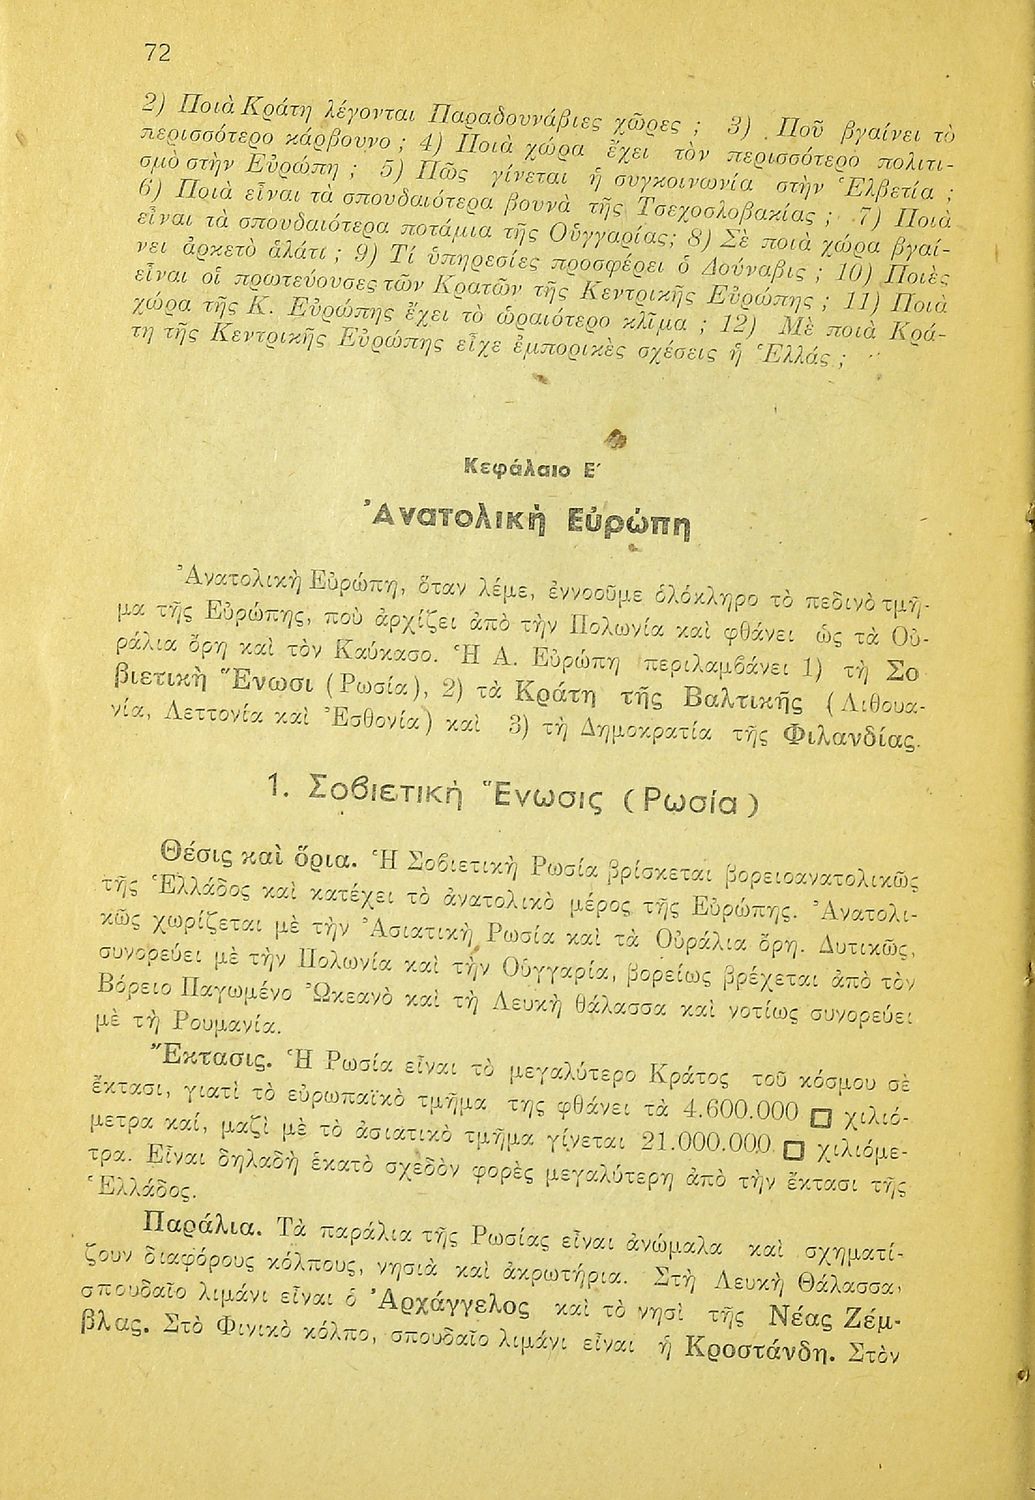 72
2) Ποιὰ Κράτη λέγονται Παραδουνάβιες χῶρες ; 3) Ποῦ βγαίνει τὸ
περισσότερο κάρβουνο ; 4) Ποιὰ χώρα ἔχει τὸν περισσότερο πολιτι-
σμὸ στὴν Εὐρώπη ; 5) Πῶς γίνεται ἡ συγκοινωνία στὴν Ἑλβετία ;
6) Ποιὰ εἶναι τὰ σπουδαιότερα βουνὰ τῆς Τσεχοσλοβακίας ; 7) Ποιὰ
εἶναι τὰ σπουδαιότερα ποτάμια τῆς Οὑγγαρίας; 8) Σὲ ποιὰ χώρα βγαί-
νει ἀρκετὸ ἁλάτι ; 9) Τί ὑπηρεσίες προσφέρει ὁ Δούναβις ; 10) Ποιὲς
εἶναι οἱ πρωτεύουσες τῶν Κρατῶν τῆς Κεντρικῆς Εὐρώπης ; 11) Ποιὰ
χώρα τῆς Κ. Εὐρώπης ἔχει τὸ ὡραιότερο κλῖμα ; 12) Μὲ ποιὰ Κρά-
τη τῆς Κεντρικῆς Εὐρώπης εἶχε ἐμπορικὲς σχέσεις ἡ Ἑλλάς ;
Κεφάλαιο Ε΄
Ἀνατολικὴ Εὐρώπη
Ἀνατολικὴ Εὐρώπη, ὅταν λέμε, ἐννοοῦμε ὁλόκληρο τὸ πεδινὸ τμῆ-
μα τῆς Εὐρώπης, ποὺ ἀρχίζει ἀπὸ τὴν Πολωνία καὶ φθάνει ὡς τὰ Οὐ-
ράλια ὄρη καὶ τὸν Καύκασο. Ἡ Α. Εὐρώπη περιλαμβάνει 1) τὴ Σο
βιετικὴ Ἕνωσι (Ρωσία), 2) τὰ Κράτη τῆς Βαλτικῆς (Λιθουα-
νία, Λεττονία καὶ Ἐσθονία) καὶ 3) τὴ Δημοκρατία τῆς Φιλανδίας.
1. Σοβιετικὴ Ἕνωσις (Ρωσία)
Θέσις καὶ ὅρια. Ἡ Σοβιετικὴ Ρωσία βρίσκεται βορειοανατολικῶς
τῆς Ἑλλάδος καὶ κατέχει τὸ ἀνατολικὸ μέρος τῆς Εὐρώπης. Ἀνατολι-
κῶς χωρίζεται μὲ τὴν Ἀσιατικὴ Ρωσία καὶ τὰ Οὐράλια ὄρη. Δυτικῶς,
συνορεύει μὲ τὴν Πολωνία καὶ τὴν Οὑγγαρία, βορείως βρέχεται ἀπὸ τὸν
Βόρειο Παγωμένο Ὠκεανὸ καὶ τὴ Λευκὴ θάλασσα καὶ νοτίως συνορεύει
μὲ τὴ Ρουμανία.
Ἔκτασις. Ἡ Ρωσία εἶναι τὸ μεγαλύτερο Κράτος τοῦ κόσμου σὲ
ἔκτασι, γιατὶ τὸ εὐρωπαϊκὸ τμῆμα της φθάνει τὰ 4.600.000 □ χιλιό-
μετρα καί, μαζὶ μὲ τὸ ἀσιατικὸ τμῆμα γίνεται 21.000.000 □ χιλιόμε-
τρα. Εἶναι δηλαδὴ ἑκατὸ σχεδὸν φορὲς μεγαλύτερη ἀπὸ τὴν ἔκτασι τῆς
Ἑλλάδος.
Παράλια. Τὰ παράλια τῆς Ρωσίας εἶναι ἀνώμαλα καὶ σχηματί-
ζουν διαφόρους κόλπους, νησιὰ καὶ ἀκρωτήρια. Στὴ Λευκὴ Θάλασσα,
σπουδαῖο λιμάνι εἶναι ὁ Ἀρχάγγελος καὶ τὸ νησὶ τῆς Νέας Ζέμ-
βλας. Στὸ Φινικὸ κόλπο, σπουδαῖο λιμάνι εἶναι ἡ Κροστάνδη. Στὸν